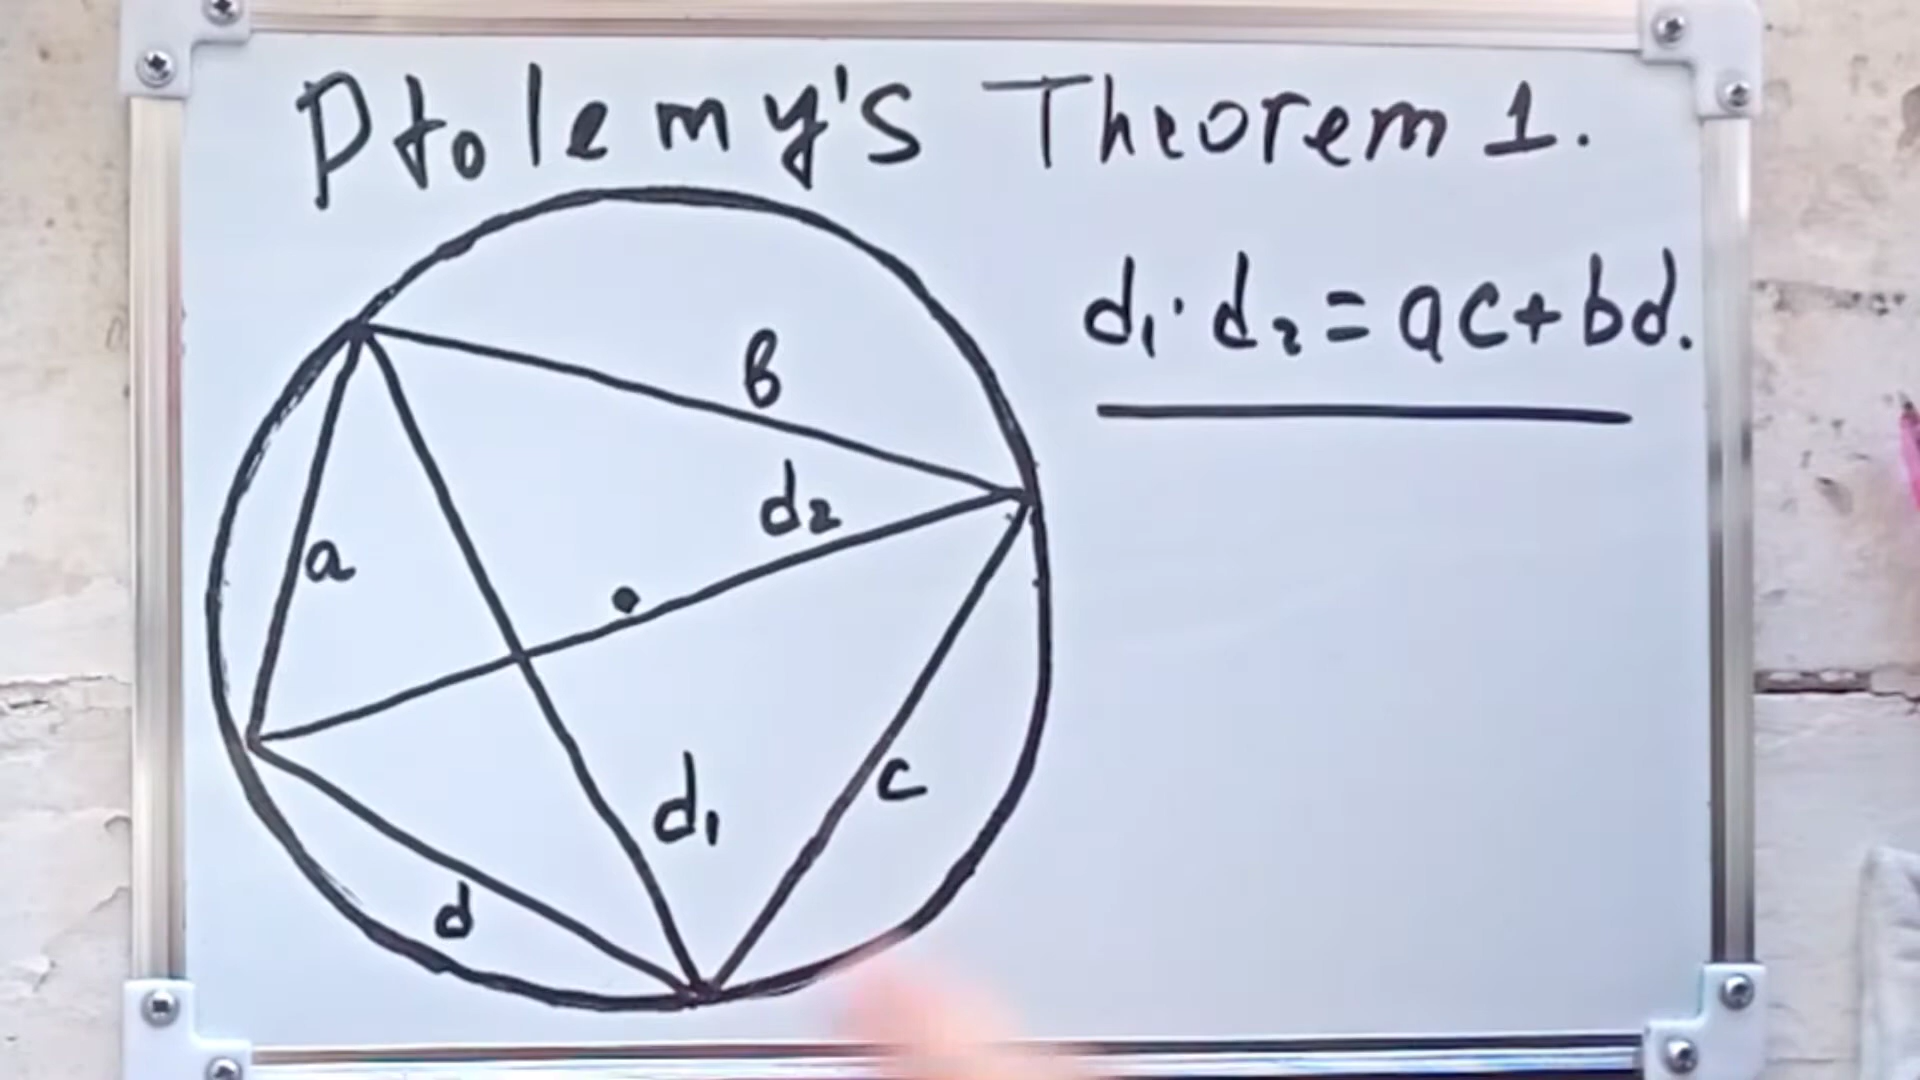 Ptolemy's Theorem 1.
d₁·d₂=ac+bd.
b
d₂
a
c
d₁
d